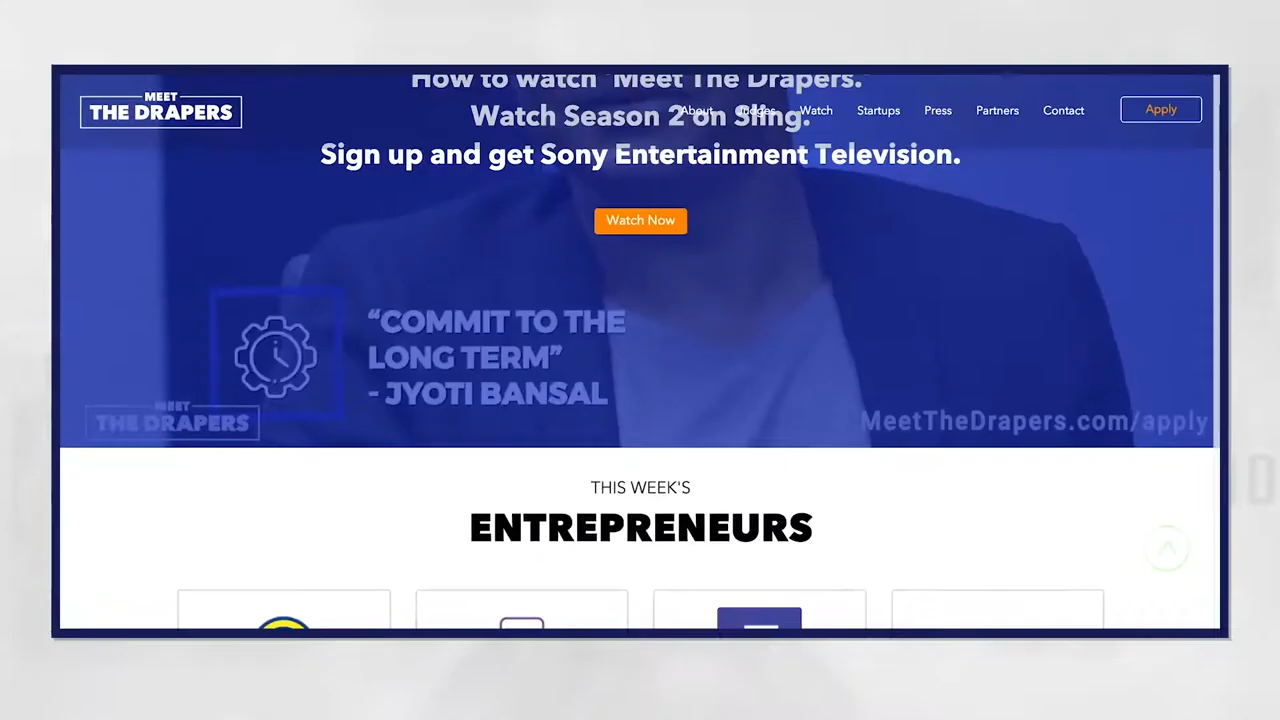 How to watch "Meet The Drapers."
MEET
THE DRAPERS
About
Judges
Watch
Startups
Press
Partners
Contact
Apply
Watch Season 2 on Sling.
Sign up and get Sony Entertainment Television.
Watch Now
“COMMIT TO THE
LONG TERM”
- JYOTI BANSAL
MEET
THE DRAPERS
MeetTheDrapers.com/apply
THIS WEEK'S
ENTREPRENEURS